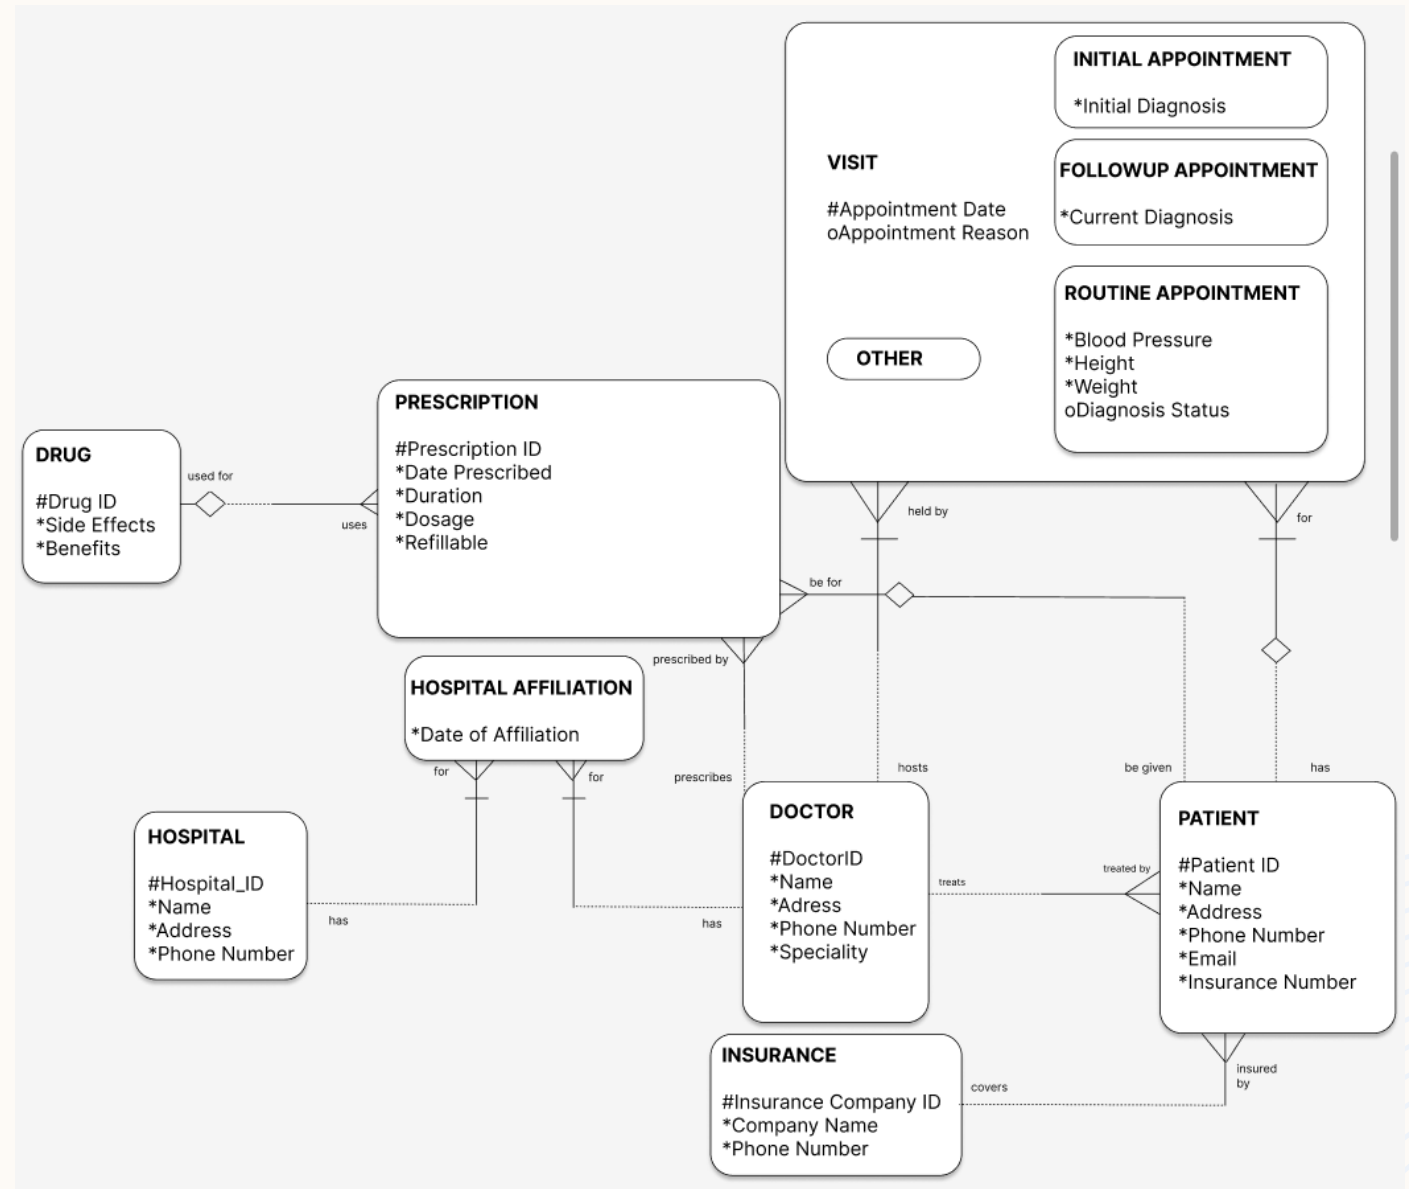 INITIAL APPOINTMENT
*Initial Diagnosis
FOLLOWUP APPOINTMENT
*Current Diagnosis
VISIT
#Appointment Date
oAppointment Reason
ROUTINE APPOINTMENT
*Blood Pressure
*Height
*Weight
oDiagnosis Status
OTHER
PRESCRIPTION
#Prescription ID
*Date Prescribed
*Duration
*Dosage
*Refillable
DRUG
#Drug ID
*Side Effects
*Benefits
used for
uses
held by
for
be for
prescribed by
HOSPITAL AFFILIATION
*Date of Affiliation
for
for
prescribes
hosts
be given
has
HOSPITAL
#Hospital_ID
*Name
*Address
*Phone Number
has
has
DOCTOR
#DoctorID
*Name
*Adress
*Phone Number
*Speciality
treats
treated by
PATIENT
#Patient ID
*Name
*Address
*Phone Number
*Email
*Insurance Number
INSURANCE
#Insurance Company ID
*Company Name
*Phone Number
covers
insured
by